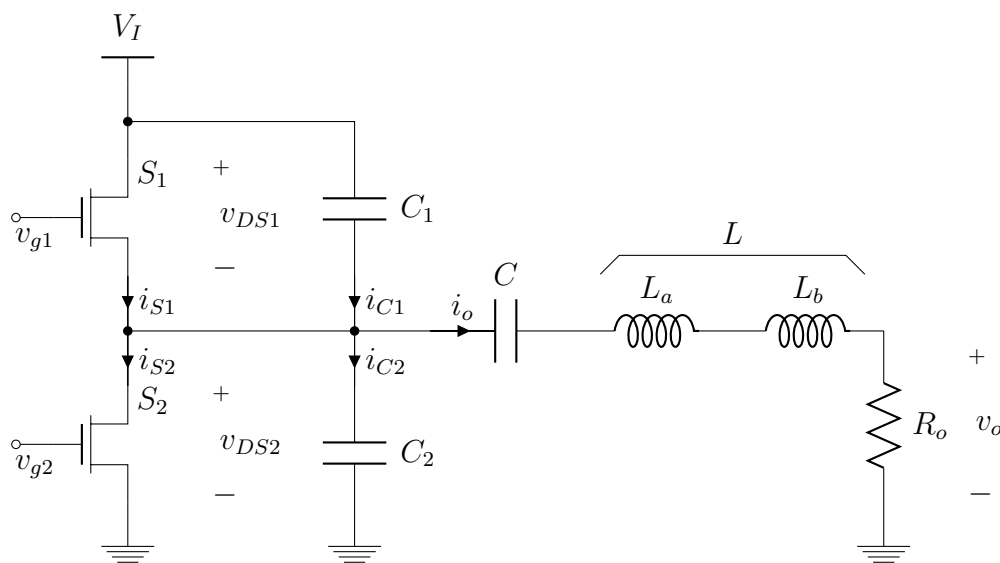 V_I
S_1
+
v_{DS1}
−
v_{g1}
C_1
L
i_{S1}
i_{C1}
i_o
C
L_a
L_b
i_{S2}
i_{C2}
S_2
+
v_{DS2}
−
v_{g2}
C_2
R_o
+
v_o
−